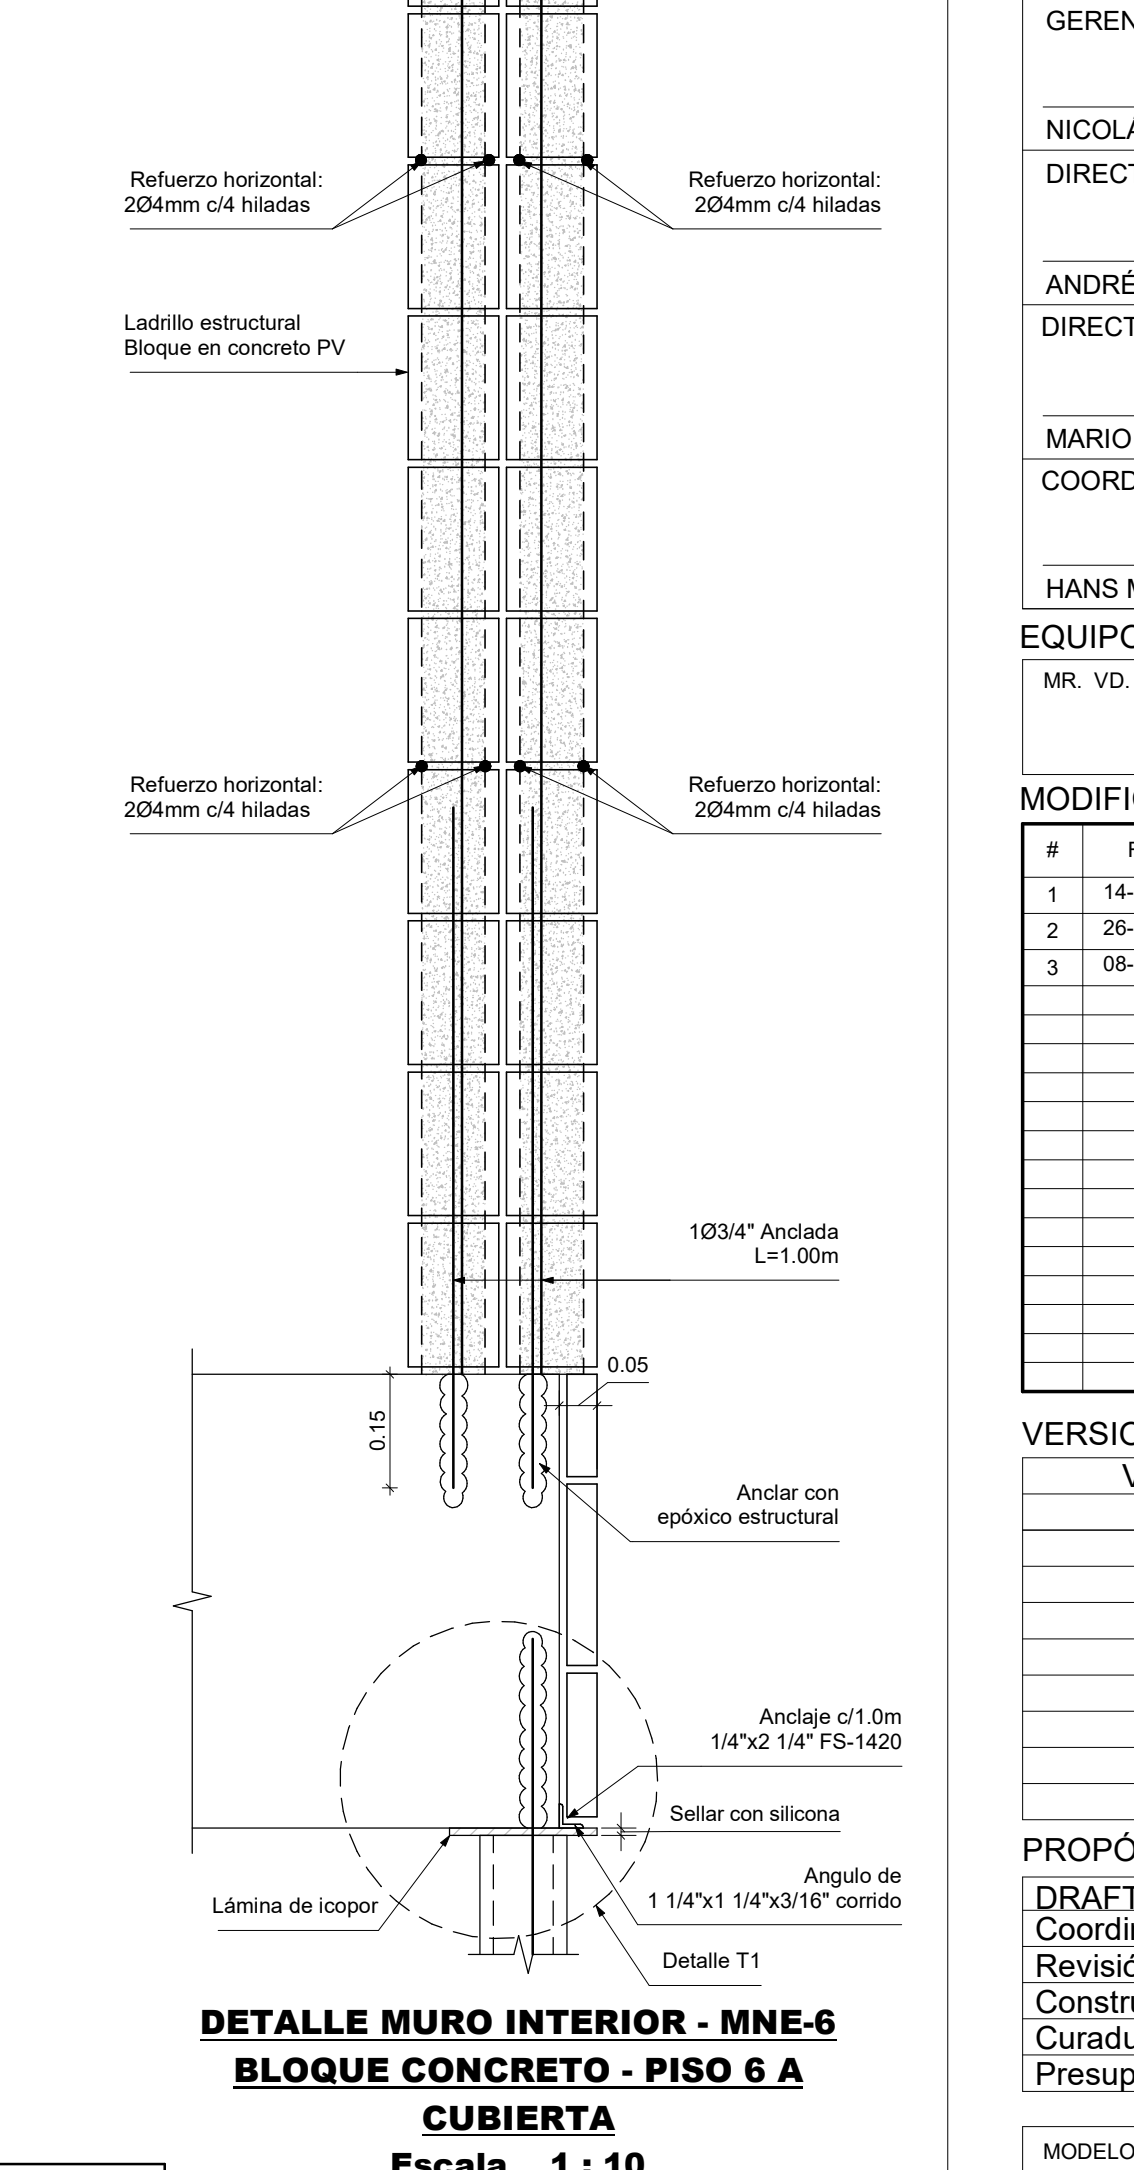 Refuerzo horizontal:
2Ø4mm c/4 hiladas
Refuerzo horizontal:
2Ø4mm c/4 hiladas
Ladrillo estructural
Bloque en concreto PV
Refuerzo horizontal:
2Ø4mm c/4 hiladas
Refuerzo horizontal:
2Ø4mm c/4 hiladas
1Ø3/4" Anclada
L=1.00m
0.05
0.15
Anclar con
epóxico estructural
Anclaje c/1.0m
1/4"x2 1/4" FS-1420
Sellar con silicona
Angulo de
1 1/4"x1 1/4"x3/16" corrido
Lámina de icopor
Detalle T1
DETALLE MURO INTERIOR - MNE-6
BLOQUE CONCRETO - PISO 6 A
CUBIERTA
Escala 1 : 10
GEREN
NICOLÁ
DIRECT
ANDRÉ
DIRECT
MARIO
COORD
HANS M
EQUIPO
MR. VD.
MODIFI
#
1 14-
2 26-
3 08-
VERSIO
V
PROPÓ
DRAFT
Coordi
Revisió
Constru
Curadu
Presup
MODELO